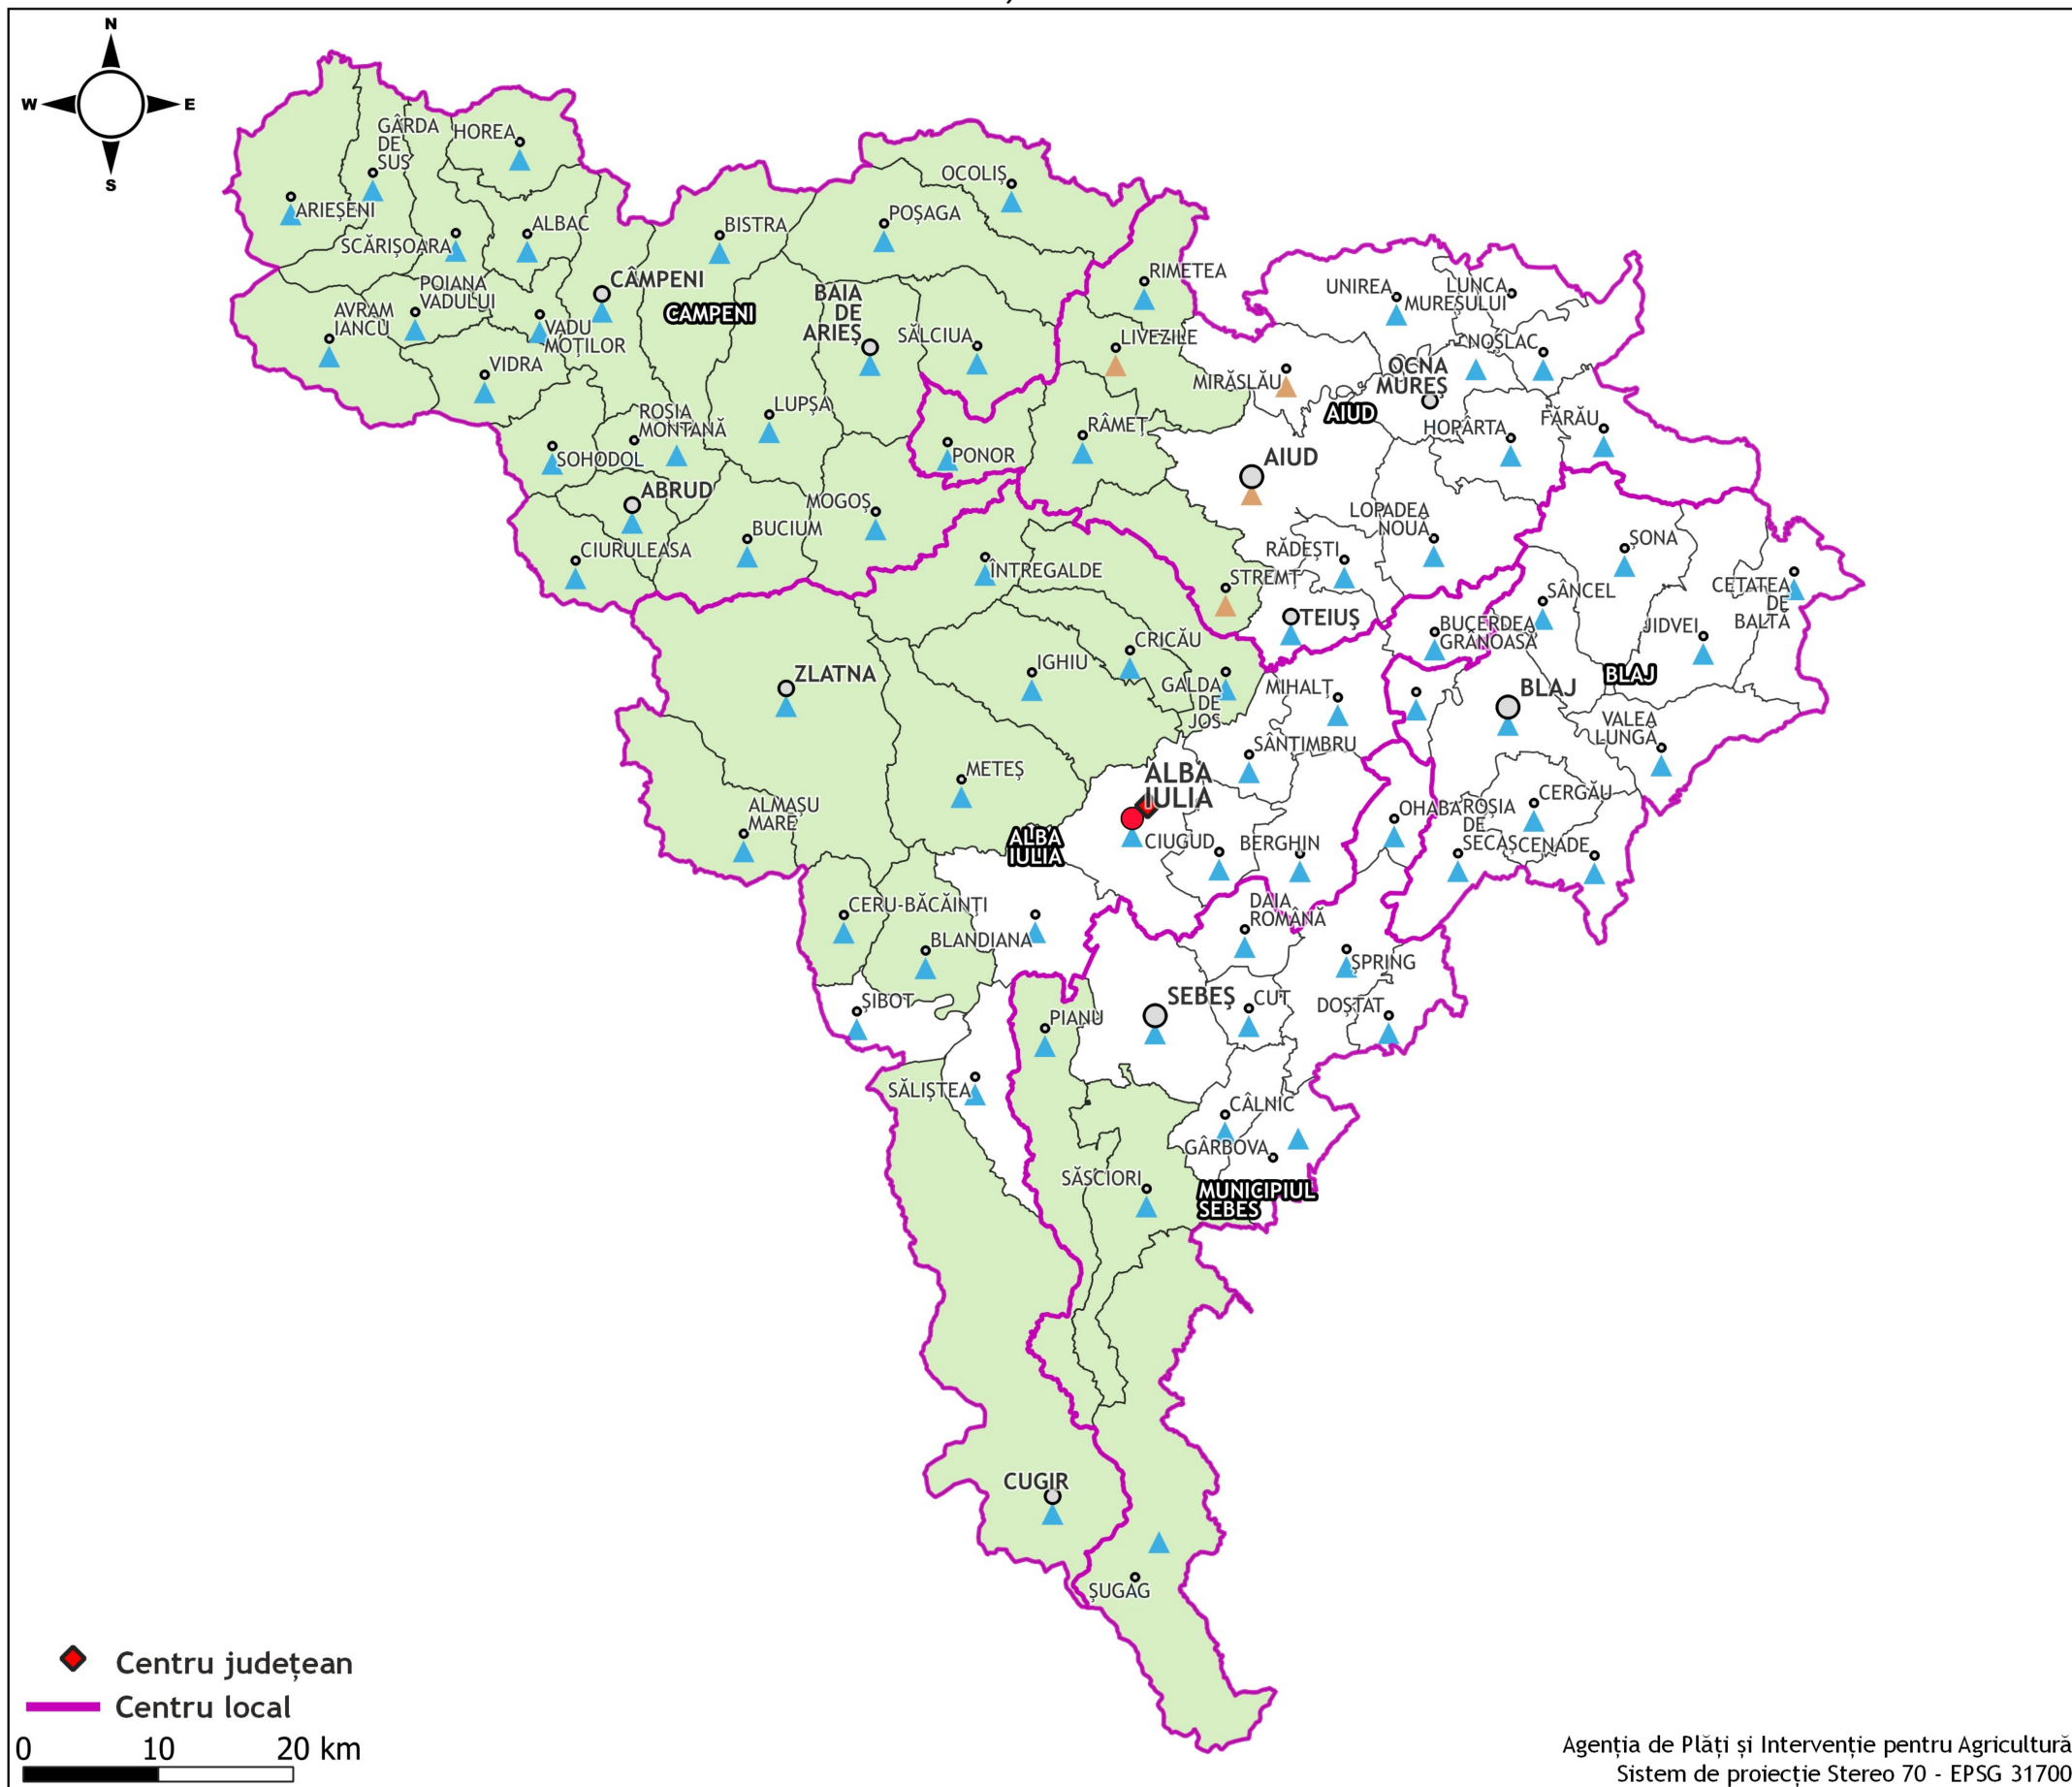 N
W
E
S
GÂRDA
DE
SUS
HOREA
ARIEȘENI
SCĂRIȘOARA
ALBAC
BISTRA
OCOLIȘ
POȘAGA
RIMETEA
POIANA
VADULUI
CÂMPENI
CAMPENI
BAIA
DE
ARIEȘ
AVRAM
IANCU
VADU
MOȚILOR
VIDRA
SĂLCIUA
LIVEZILE
UNIREA
LUNCA
MUREȘULUI
NOȘLAC
MIRĂSLĂU
OCNA
MUREȘ
AIUD
HOPÂRTA
FĂRĂU
ROȘIA
MONTANĂ
LUPȘA
SOHODOL
PONOR
RÂMEȚ
AIUD
ABRUD
MOGOȘ
BUCIUM
CIURULEASA
LOPADEA
NOUĂ
RĂDEȘTI
ȘONA
ÎNTREGALDE
STREMȚ
TEIUȘ
SÂNCEL
CETATEA
DE
BALTĂ
BUCERDEA
GRÂNOASĂ
JIDVEI
CRICĂU
IGHIU
ZLATNA
GALDA
DE
JOS
MIHALȚ
BLAJ
BLAJ
VALEA
LUNGĂ
SÂNTIMBRU
METEȘ
ALBA
IULIA
ALMAȘU
MARE
ALBA
IULIA
CIUGUD
BERGHIN
OHABA
ROȘIA
DE
SECAȘ
CERGĂU
CENADE
CERU-BĂCĂINȚI
BLANDIANA
DAIA
ROMÂNĂ
ȘPRING
ȘIBOT
PIANU
SEBEȘ
CUT
DOȘTAT
SĂLIȘTEA
CÂLNIC
GÂRBOVA
SĂSCIORI
MUNICIPIUL
SEBES
CUGIR
ȘUGAG
Centru județean
Centru local
0 10 20 km
Agenția de Plăți și Intervenție pentru Agricultură
Sistem de proiecție Stereo 70 - EPSG 31700